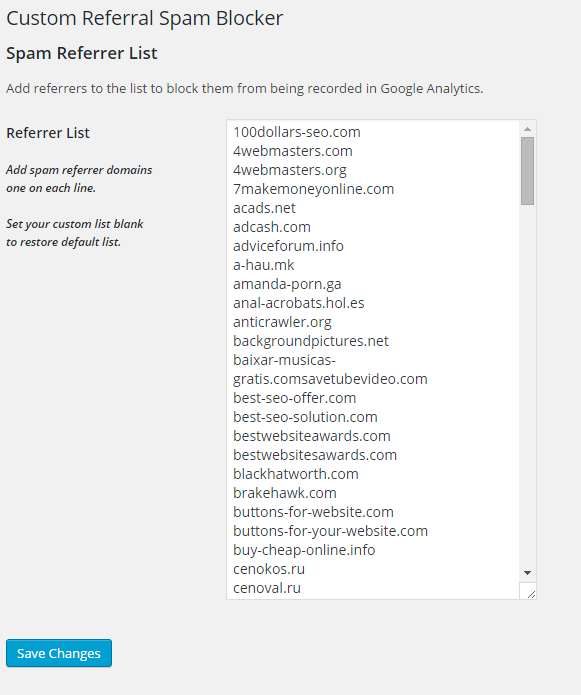 Custom Referral Spam Blocker
Spam Referrer List
Add referrers to the list to block them from being recorded in Google Analytics.
Referrer List
Add spam referrer domains
one on each line.
Set your custom list blank
to restore default list.
100dollars-seo.com
4webmasters.com
4webmasters.org
7makemoneyonline.com
acads.net
adcash.com
adviceforum.info
a-hau.mk
amanda-porn.ga
anal-acrobats.hol.es
anticrawler.org
backgroundpictures.net
baixar-musicas-
gratis.comsavetubevideo.com
best-seo-offer.com
best-seo-solution.com
bestwebsiteawards.com
bestwebsitesawards.com
blackhatworth.com
brakehawk.com
buttons-for-website.com
buttons-for-your-website.com
buy-cheap-online.info
cenokos.ru
cenoval.ru
Save Changes